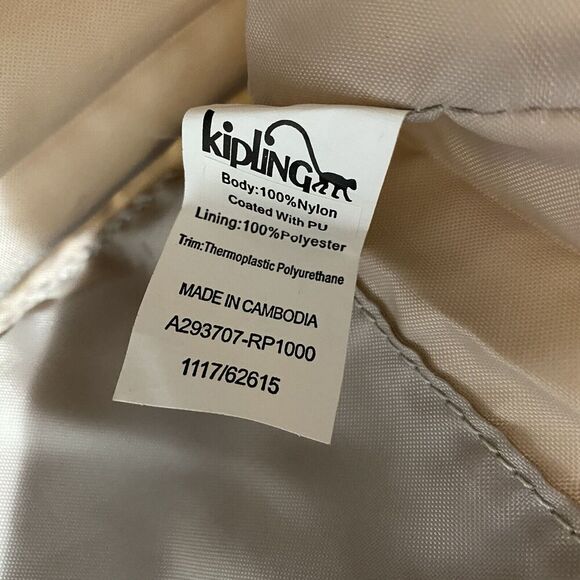 kipling
Body:100%Nylon
Coated With PU
Lining:100%Polyester
Trim:Thermoplastic Polyurethane
MADE IN CAMBODIA
A293707-RP1000
1117/62615